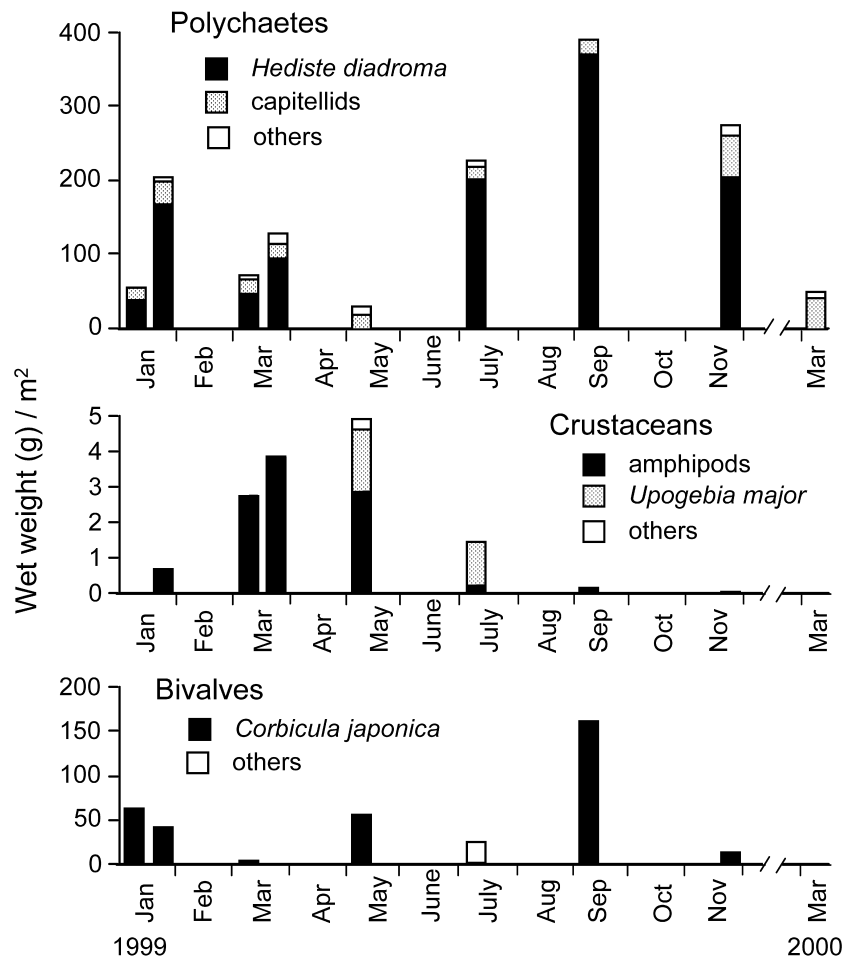 Polychaetes
Hediste diadroma
capitellids
others
400
300
200
100
0
Jan
Feb
Mar
Apr
May
June
July
Aug
Sep
Oct
Nov
Mar
Wet weight (g) / m²
Crustaceans
amphipods
Upogebia major
others
5
4
3
2
1
0
Jan
Feb
Mar
Apr
May
June
July
Aug
Sep
Oct
Nov
Mar
Bivalves
Corbicula japonica
others
200
150
100
50
0
Jan
Feb
Mar
Apr
May
June
July
Aug
Sep
Oct
Nov
Mar
1999
2000